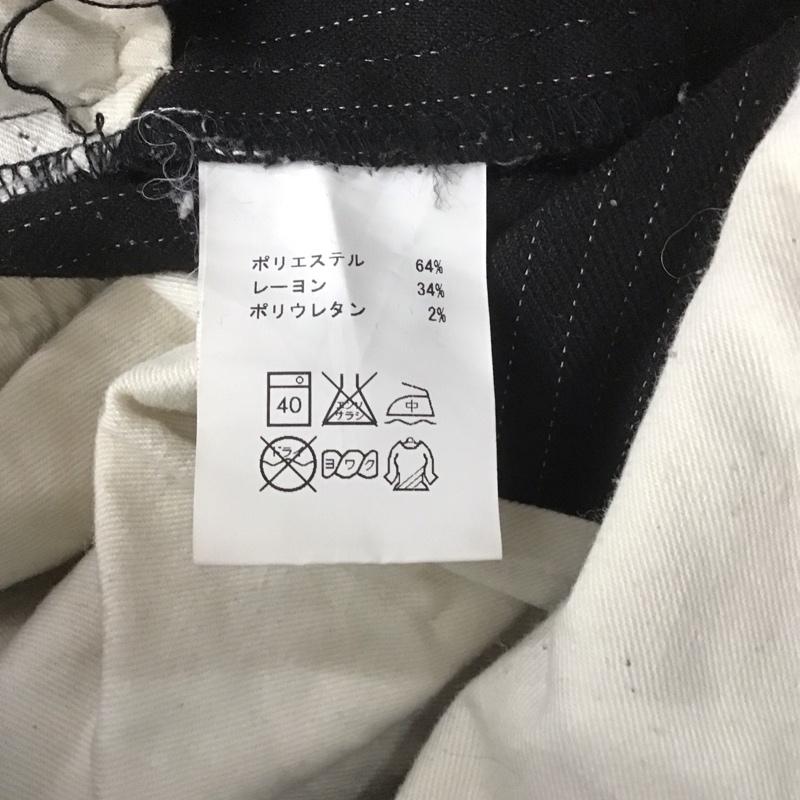 ポリエステル 64%
レーヨン 34%
ポリウレタン 2%
40 エンソ サラシ 中
ドライ ヨワク